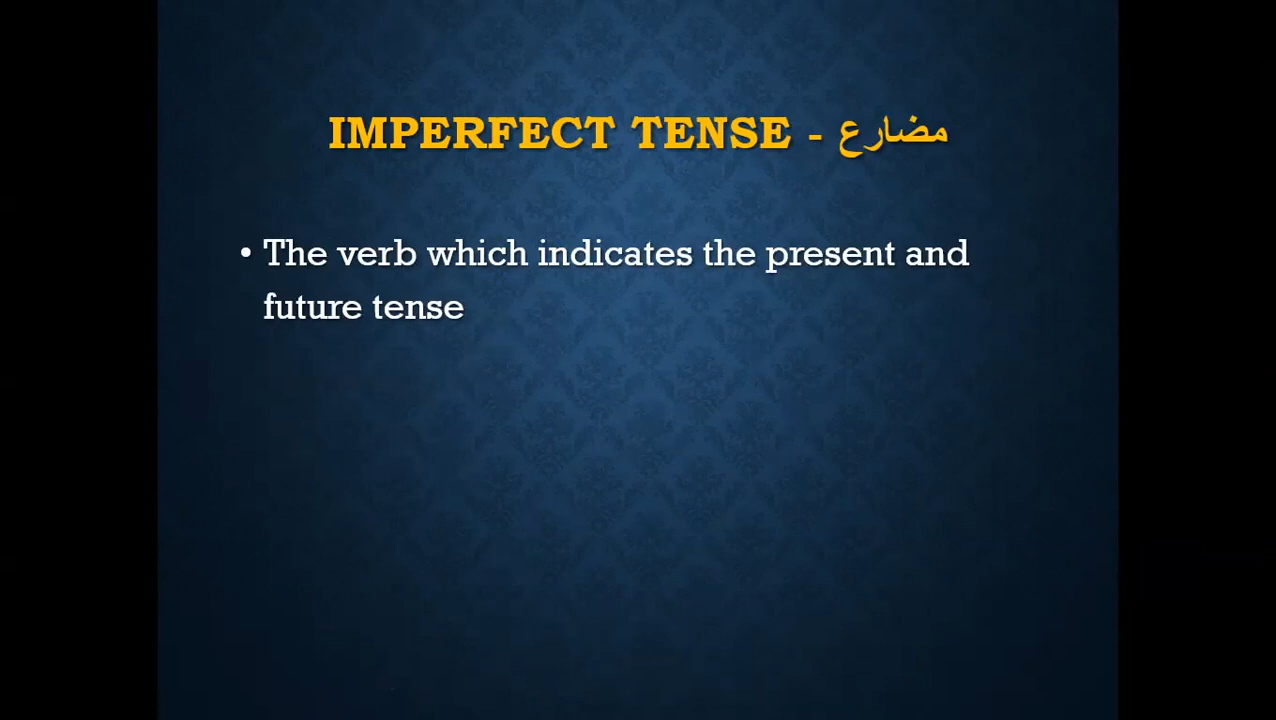 IMPERFECT TENSE - مضارع
• The verb which indicates the present and
future tense